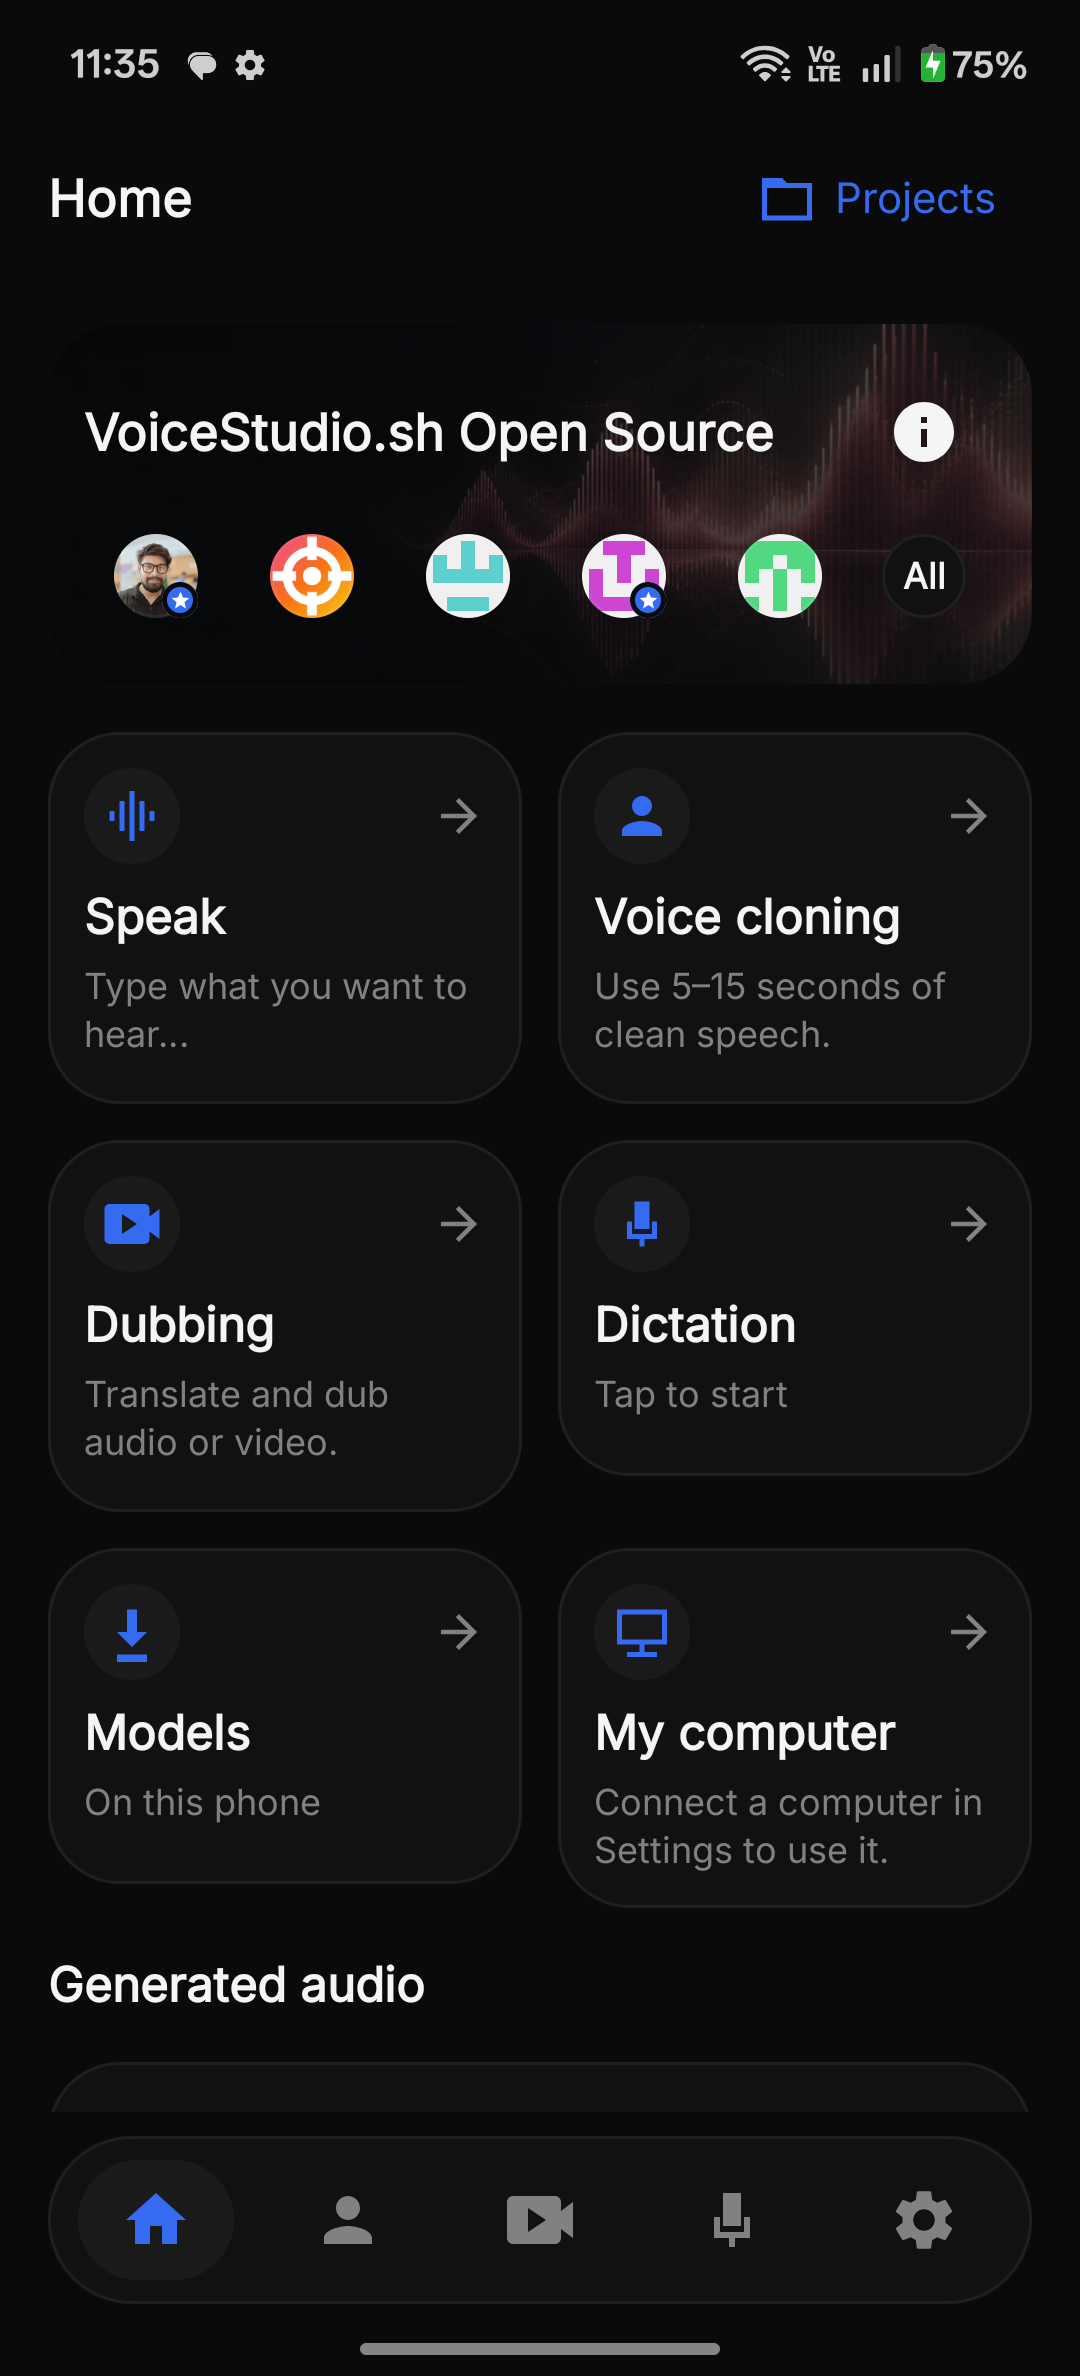 11:35
Vo
LTE
75%
Home
Projects
VoiceStudio.sh Open Source
All
Speak
Type what you want to
hear...
Voice cloning
Use 5–15 seconds of
clean speech.
Dubbing
Translate and dub
audio or video.
Dictation
Tap to start
Models
On this phone
My computer
Connect a computer in
Settings to use it.
Generated audio